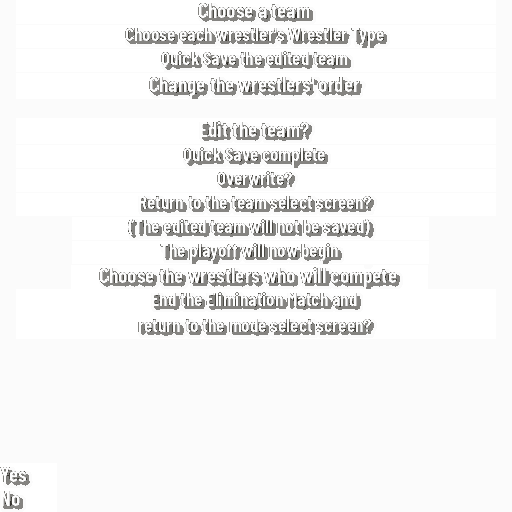 Choose a team
Choose each wrestler's Wrestler Type
Quick Save the edited team
Change the wrestlers' order
Edit the team?
Quick Save complete
Overwrite?
Return to the team select screen?
(The edited team will not be saved)
The playoff will now begin
Choose the wrestlers who will compete
End the Elimination Match and
return to the mode select screen?
Yes
No